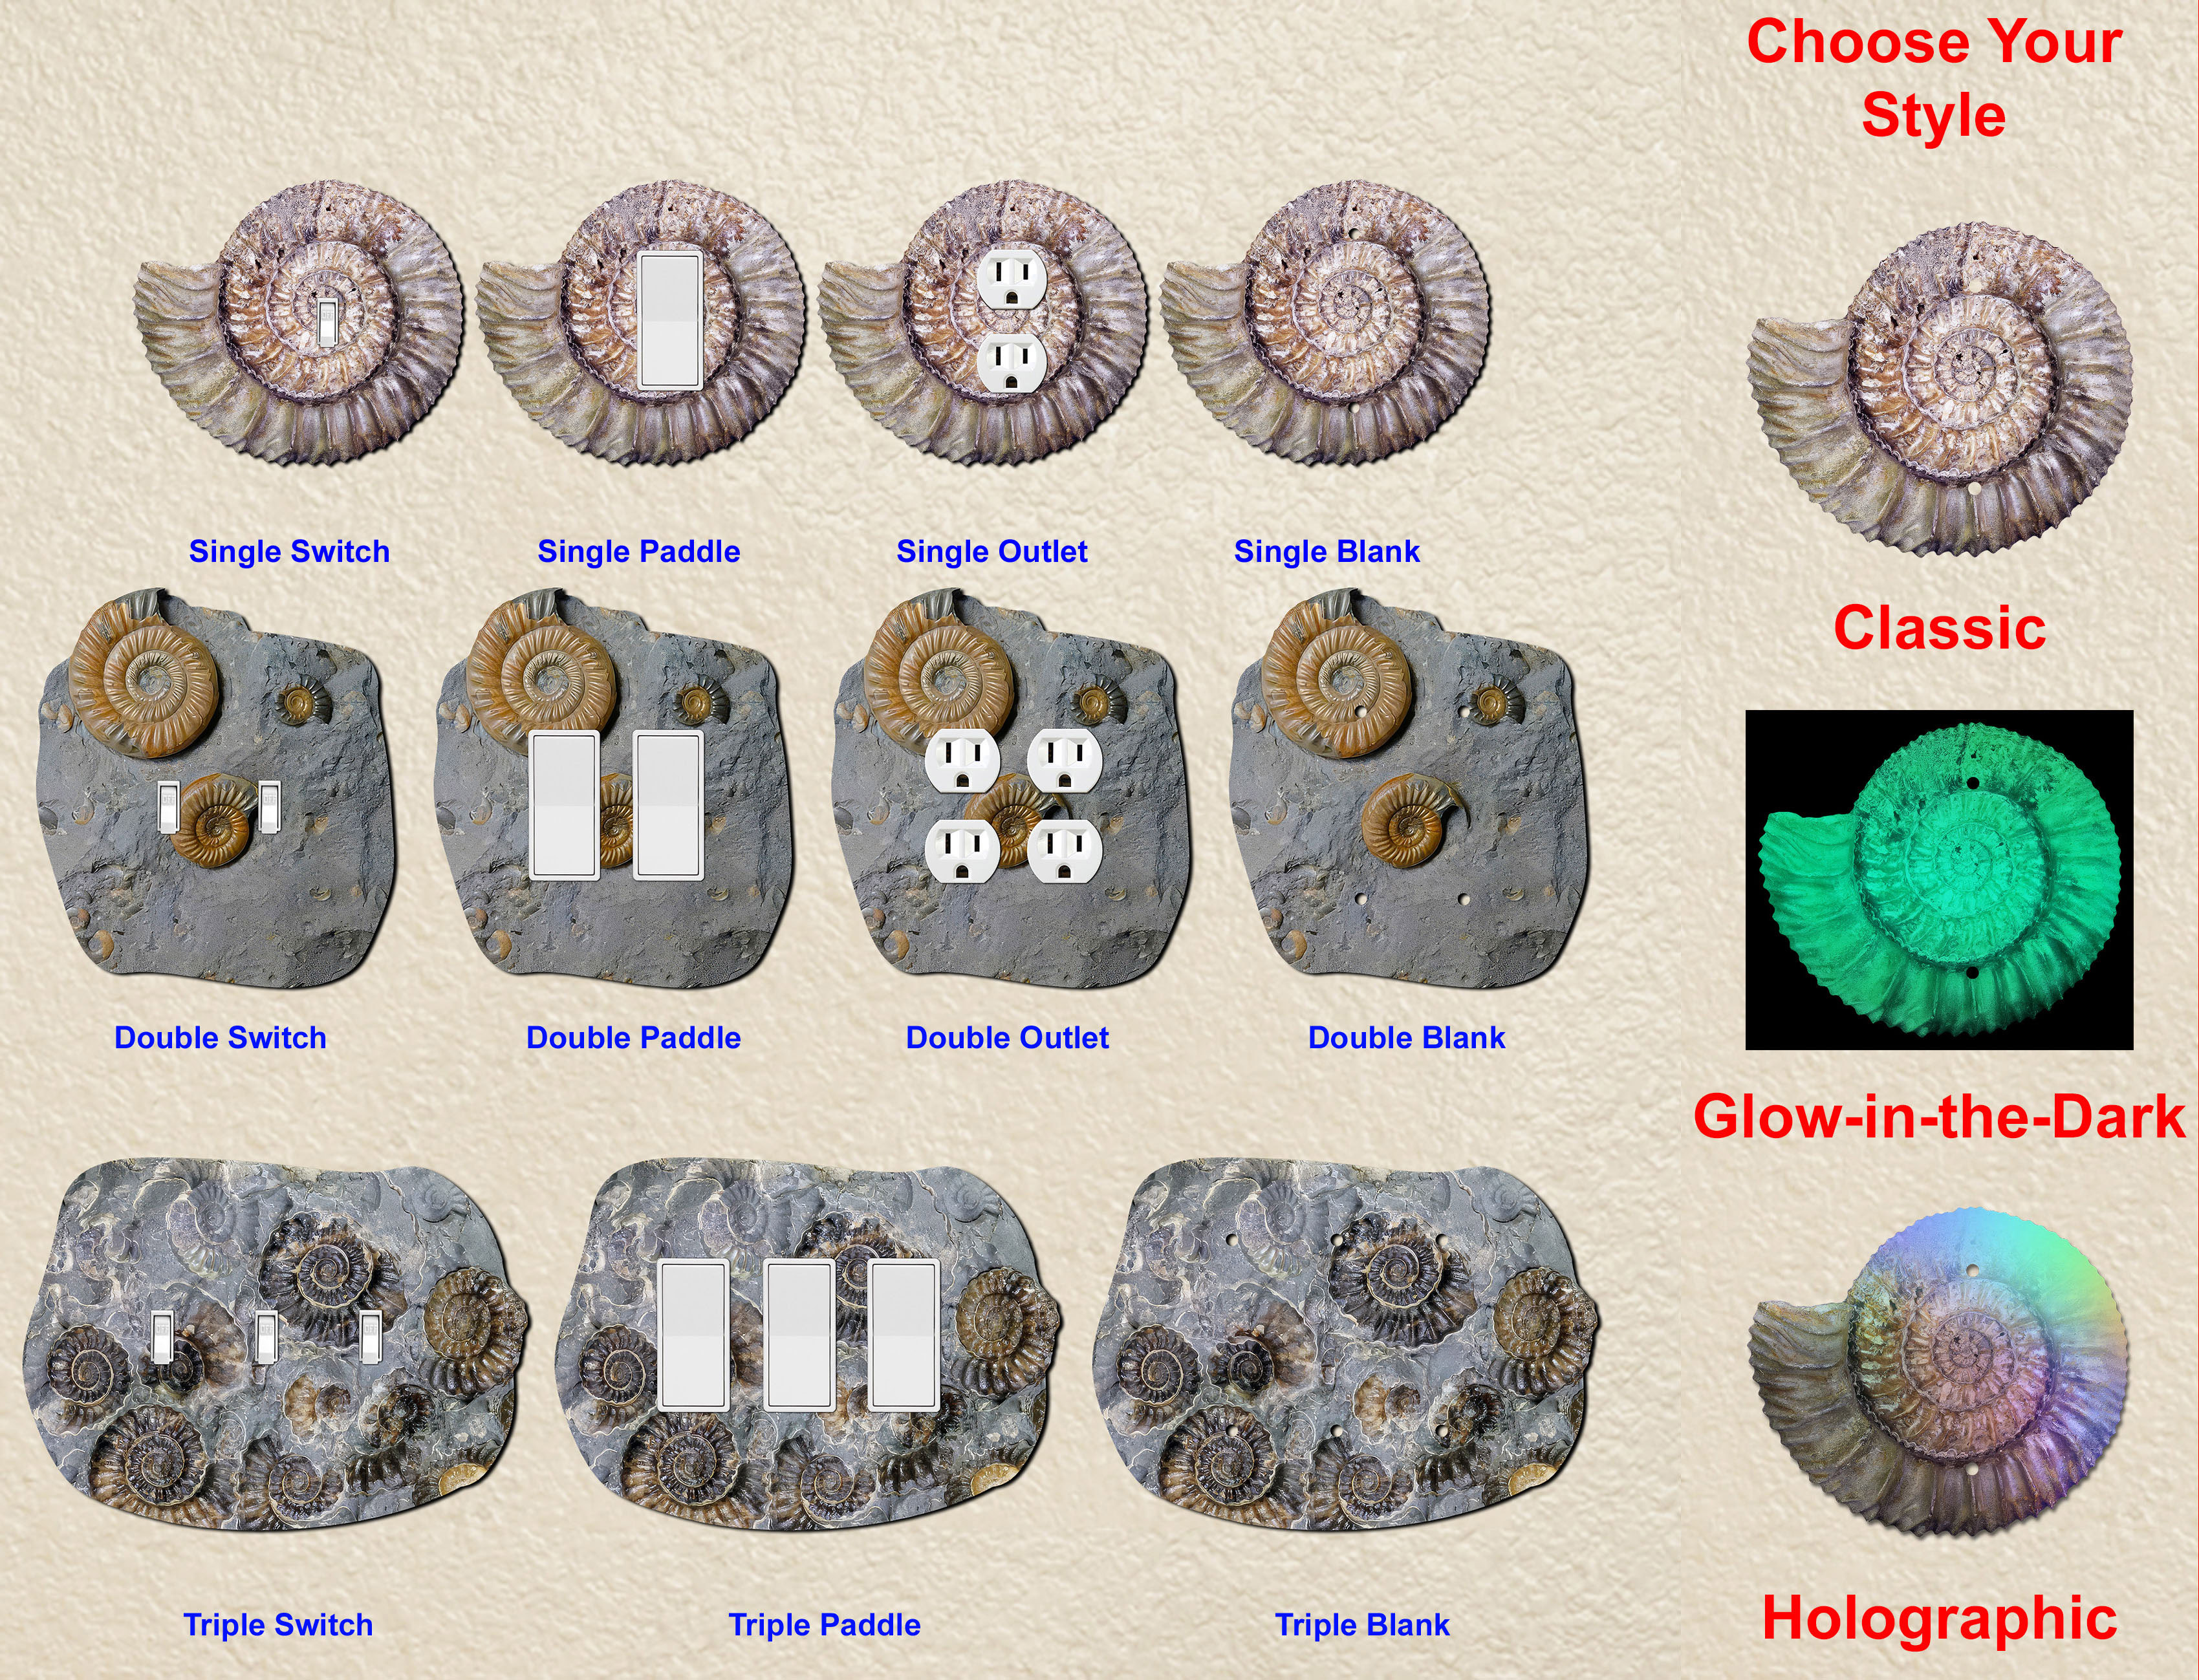 Choose Your
Style
Single Switch
Single Paddle
Single Outlet
Single Blank
Classic
Double Switch
Double Paddle
Double Outlet
Double Blank
Glow-in-the-Dark
Triple Switch
Triple Paddle
Triple Blank
Holographic